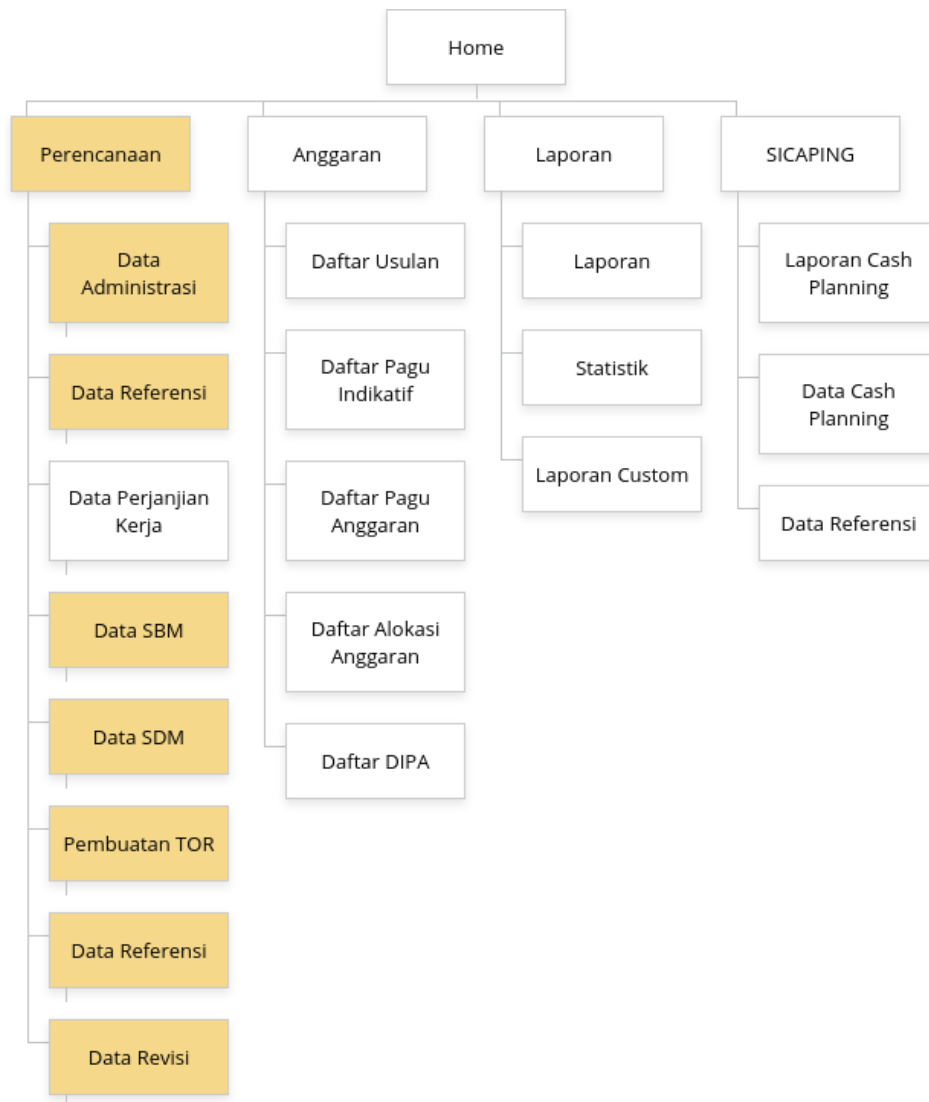 Home
Perencanaan
Anggaran
Laporan
SICAPING
Data
Administrasi
Data Referensi
Data Perjanjian
Kerja
Data SBM
Data SDM
Pembuatan TOR
Data Referensi
Data Revisi
Daftar Usulan
Daftar Pagu
Indikatif
Daftar Pagu
Anggaran
Daftar Alokasi
Anggaran
Daftar DIPA
Laporan
Statistik
Laporan Custom
Laporan Cash
Planning
Data Cash
Planning
Data Referensi